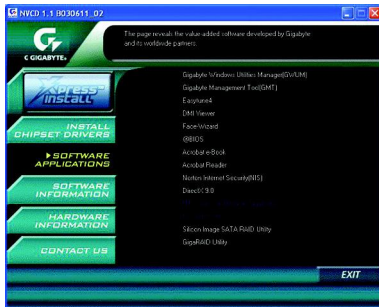 NVCD 1.1 B030611_02
The page reveals the value-added software developed by Gigabyte
and its worldwide partners.
G GIGABYTE
Xpress™
INSTALL
INSTALL
CHIPSET DRIVERS
SOFTWARE
APPLICATIONS
SOFTWARE
INFORMATION
HARDWARE
INFORMATION
CONTACT US
Gigabyte Windows Utilities Manager(GWUM)
Gigabyte Management Tool(GMT)
Easytune4
DMI Viewer
Face-Wizard
@BIOS
Acrobat e-Book
Acrobat Reader
Norton Internet Security(NIS)
DirectX 9.0
Silicon Image SATA RAID Utility
GigaRAID Utility
EXIT